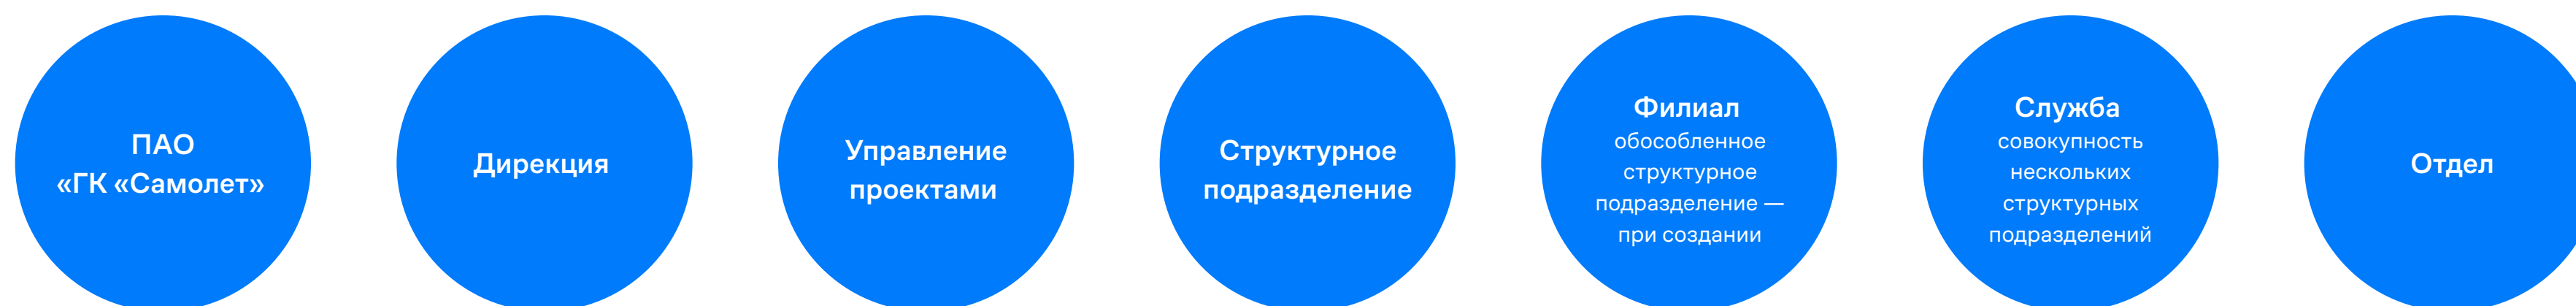 ПАО
«ГК «Самолет»
Дирекция
Управление
проектами
Структурное
подразделение
Филиал
обособленное
структурное
подразделение —
при создании
Служба
совокупность
нескольких
структурных
подразделений
Отдел